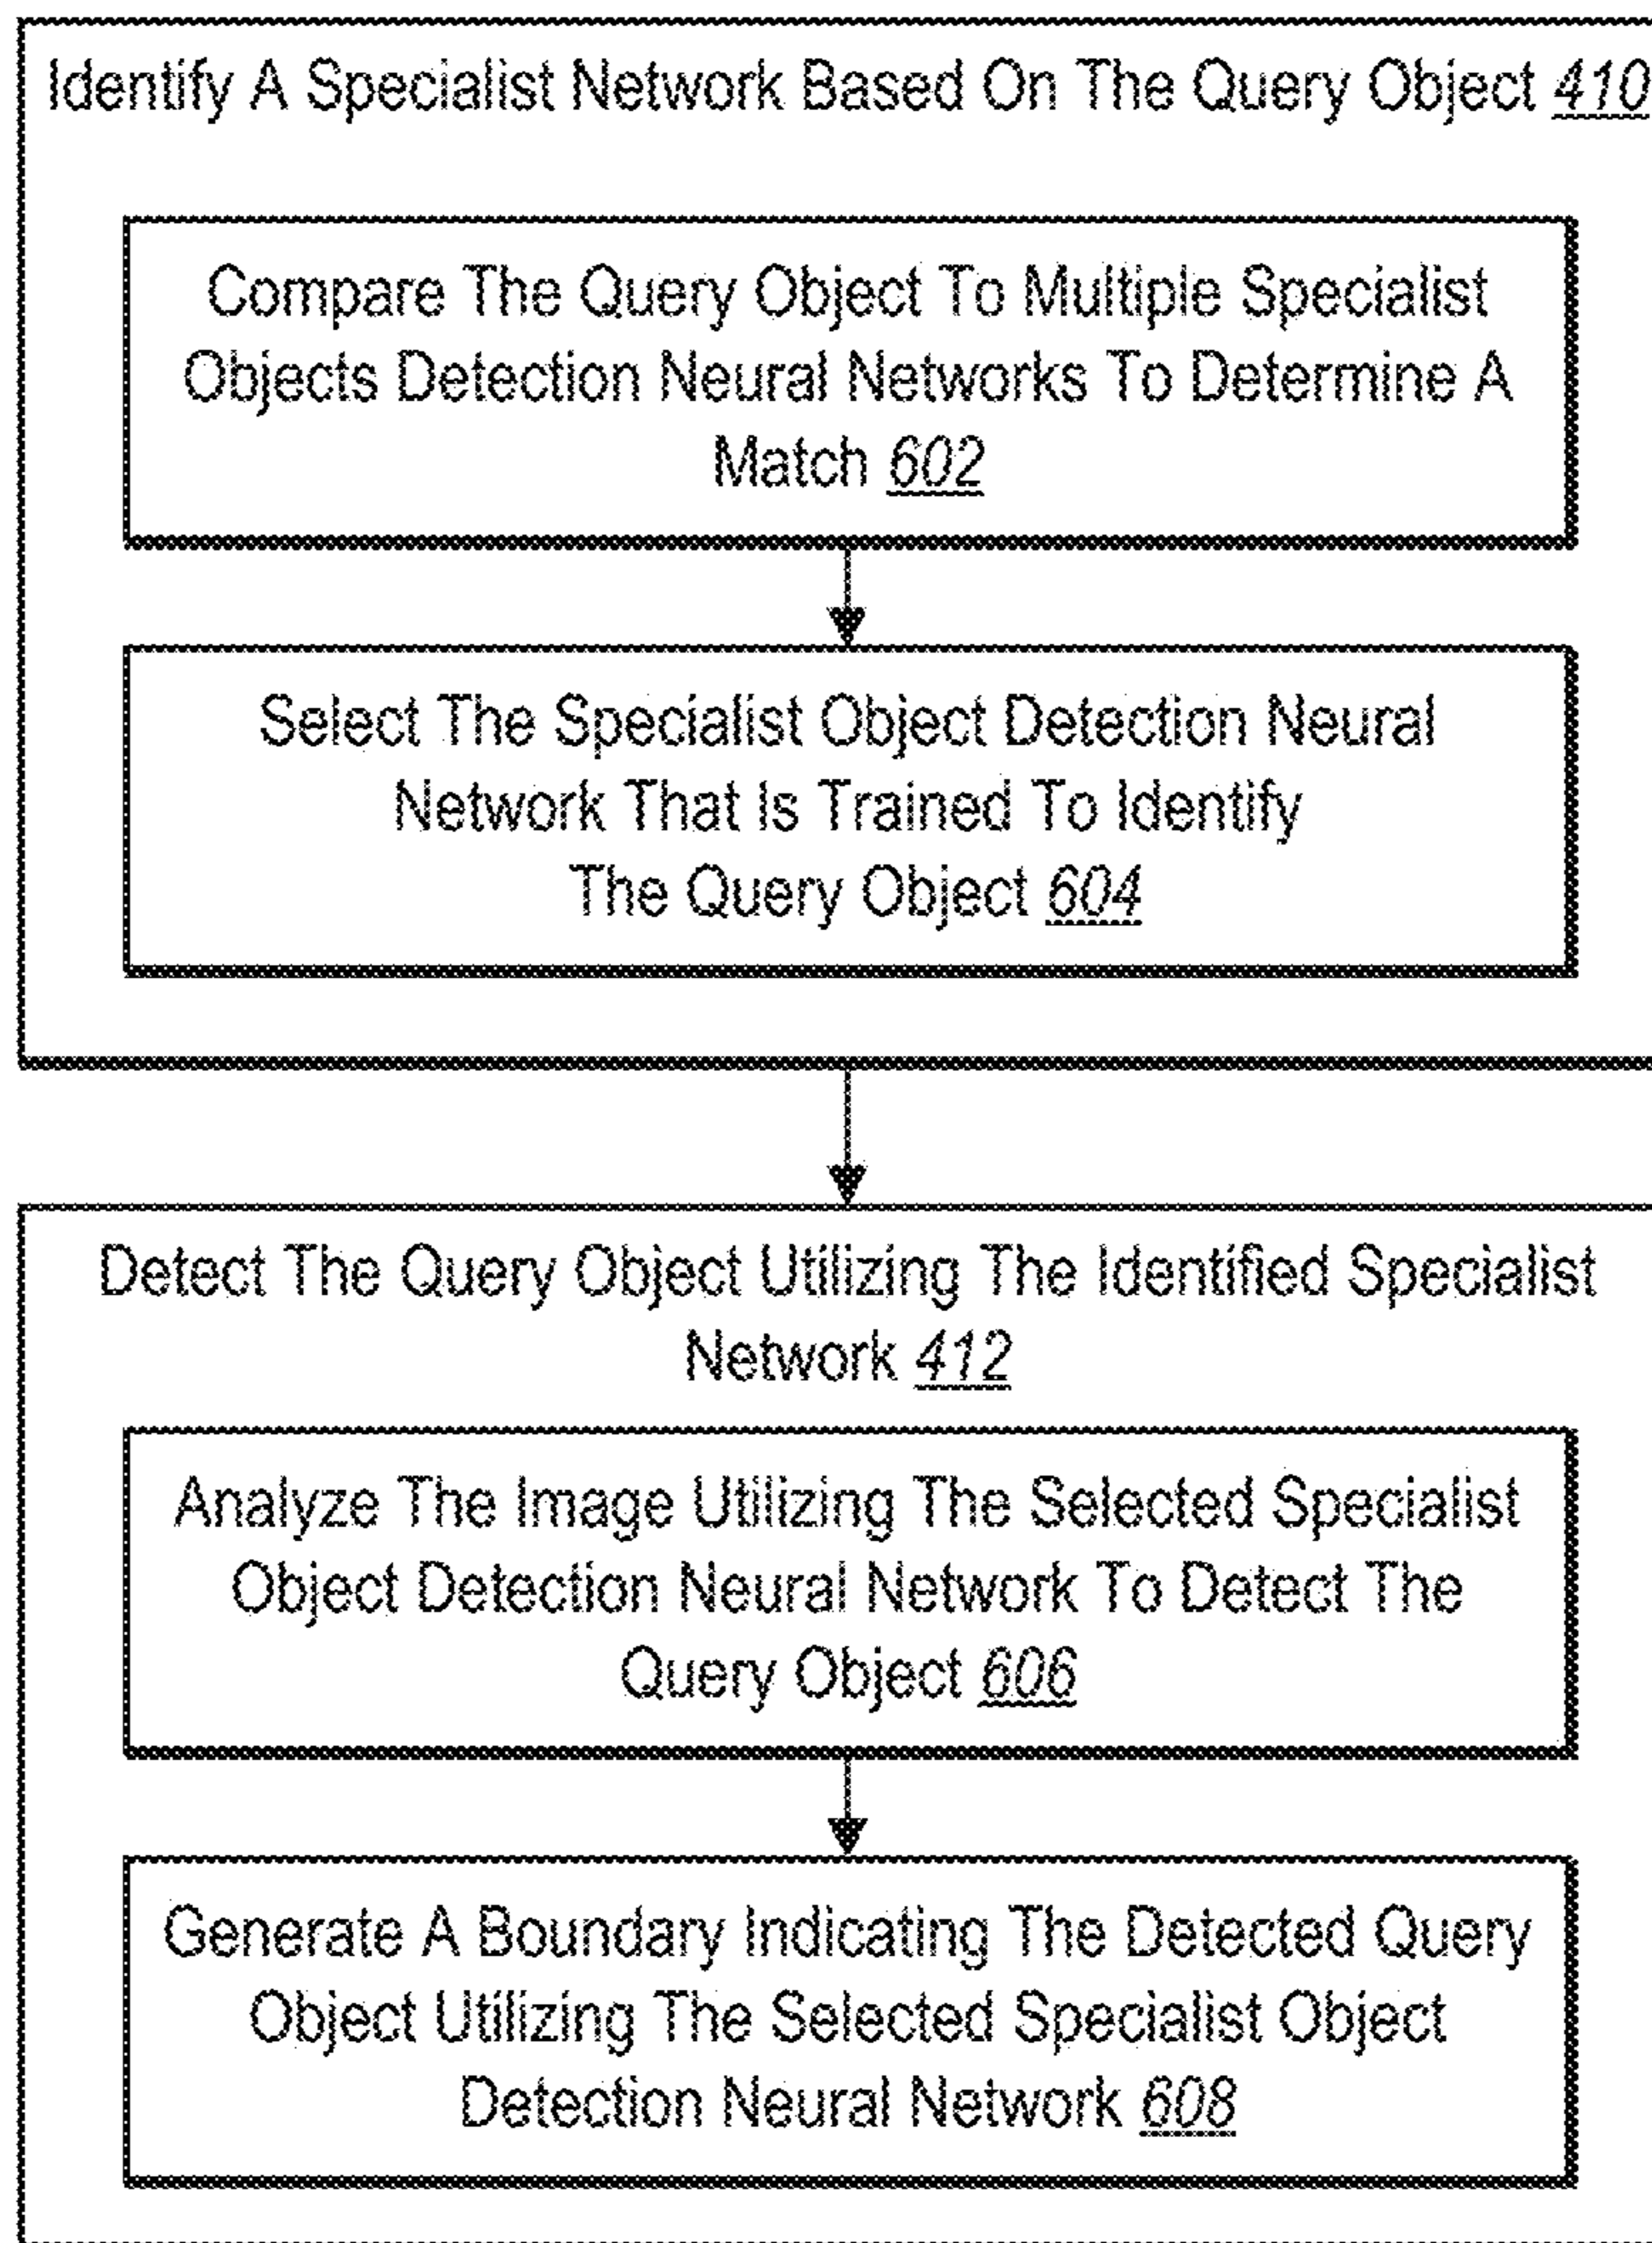 Identify A Specialist Network Based On The Query Object 410
Compare The Query Object To Multiple Specialist
Objects Detection Neural Networks To Determine A
Match 602
Select The Specialist Object Detection Neural
Network That Is Trained To Identify
The Query Object 604
Detect The Query Object Utilizing The Identified Specialist
Network 412
Analyze The Image Utilizing The Selected Specialist
Object Detection Neural Network To Detect The
Query Object 606
Generate A Boundary Indicating The Detected Query
Object Utilizing The Selected Specialist Object
Detection Neural Network 608